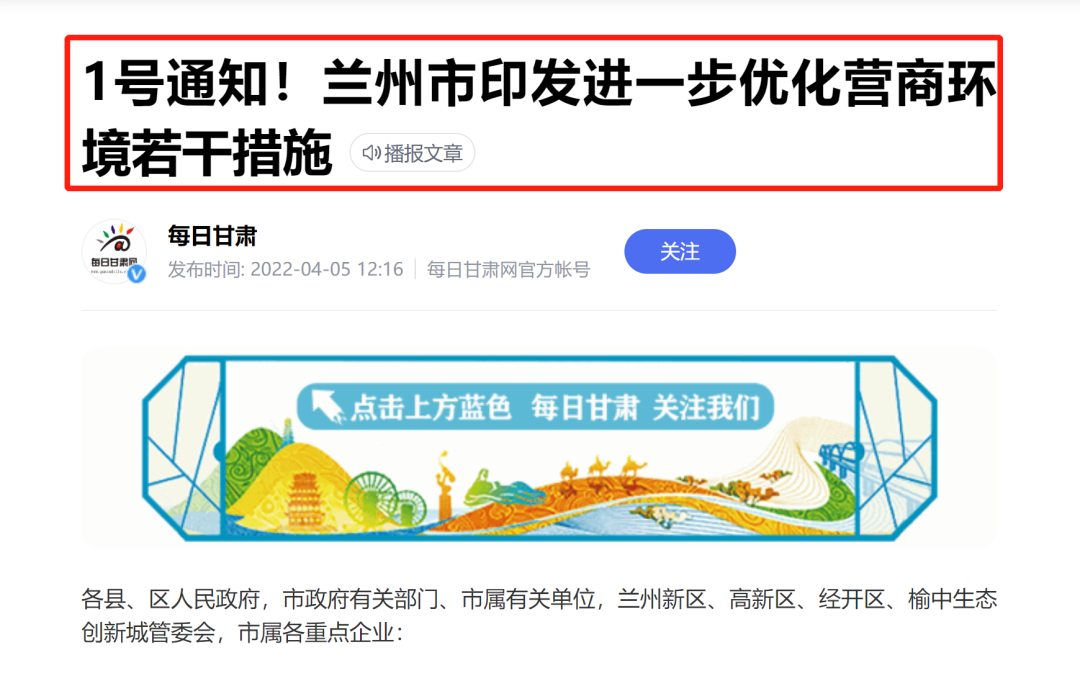 1号通知！兰州市印发进一步优化营商环
境若干措施 播报文章
每日甘肃
发布时间: 2022-04-05 12:16 每日甘肃网官方帐号
关注
每日甘肃网
点击上方蓝色 每日甘肃 关注我们
各县、区人民政府，市政府有关部门、市属有关单位，兰州新区、高新区、经开区、榆中生态
创新城管委会，市属各重点企业：